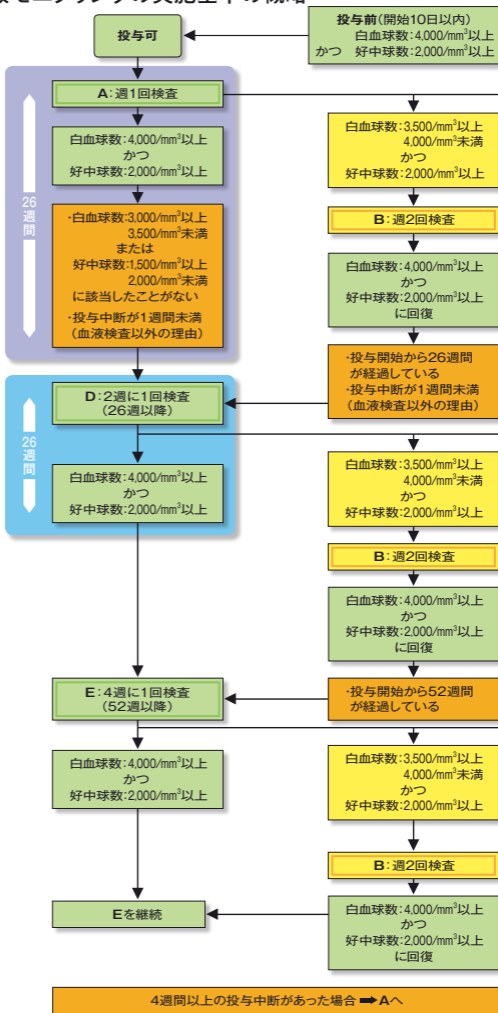 投与前(開始10日以内)
白血球数:4,000/mm³以上
かつ 好中球数:2,000/mm³以上
投与可
A:週1回検査
白血球数:4,000/mm³以上
かつ
好中球数:2,000/mm³以上
・白血球数:3,000/mm³以上
3,500/mm³未満
または
好中球数:1,500/mm³以上
2,000/mm³未満
に該当したことがない
・投与中断が1週間未満
(血液検査以外の理由)
26週間
白血球数:3,500/mm³以上
4,000/mm³未満
かつ
好中球数:2,000/mm³以上
B:週2回検査
白血球数:4,000/mm³以上
かつ
好中球数:2,000/mm³以上
に回復
・投与開始から26週間
が経過している
・投与中断が1週間未満
(血液検査以外の理由)
D:2週に1回検査
(26週以降)
26週間
白血球数:4,000/mm³以上
かつ
好中球数:2,000/mm³以上
白血球数:3,500/mm³以上
4,000/mm³未満
かつ
好中球数:2,000/mm³以上
B:週2回検査
白血球数:4,000/mm³以上
かつ
好中球数:2,000/mm³以上
に回復
・投与開始から52週間
が経過している
E:4週に1回検査
(52週以降)
白血球数:4,000/mm³以上
かつ
好中球数:2,000/mm³以上
白血球数:3,500/mm³以上
4,000/mm³未満
かつ
好中球数:2,000/mm³以上
B:週2回検査
白血球数:4,000/mm³以上
かつ
好中球数:2,000/mm³以上
に回復
Eを継続
4週間以上の投与中断があった場合➡Aへ